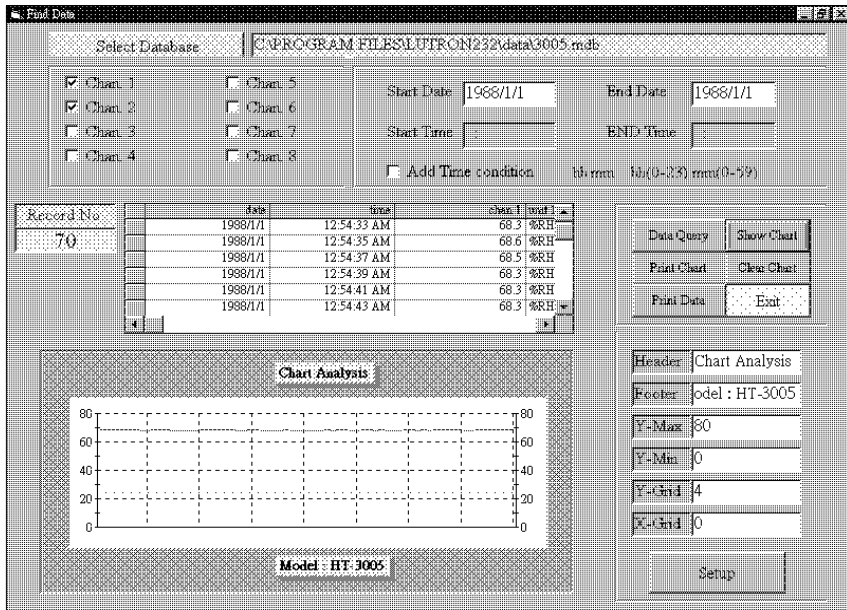 Find Data
Select Database C:\PROGRAM FILES\LUTRON232\data\3005.mdb
Chan. 1 Chan. 5
Chan. 2 Chan. 6
Chan. 3 Chan. 7
Chan. 4 Chan. 8
Start Date 1988/1/1 End Date 1988/1/1
Start Time : END Time :
Add Time condition hh:mm hh(0-23) mm(0-59)
Record No
70
date time chan 1 unit 1
1988/1/1 12:54:33 AM 68.3 %RH
1988/1/1 12:54:35 AM 68.6 %RH
1988/1/1 12:54:37 AM 68.5 %RH
1988/1/1 12:54:39 AM 68.3 %RH
1988/1/1 12:54:41 AM 68.3 %RH
1988/1/1 12:54:43 AM 68.3 %RH
Data Query Show Chart
Print Chart Clear Chart
Print Data Exit
Chart Analysis
80 80
60 60
40 40
20 20
0 0
Model : HT-3005
Header Chart Analysis
Footer odel : HT-3005
Y-Max 80
Y-Min 0
Y-Grid 4
X-Grid 0
Setup